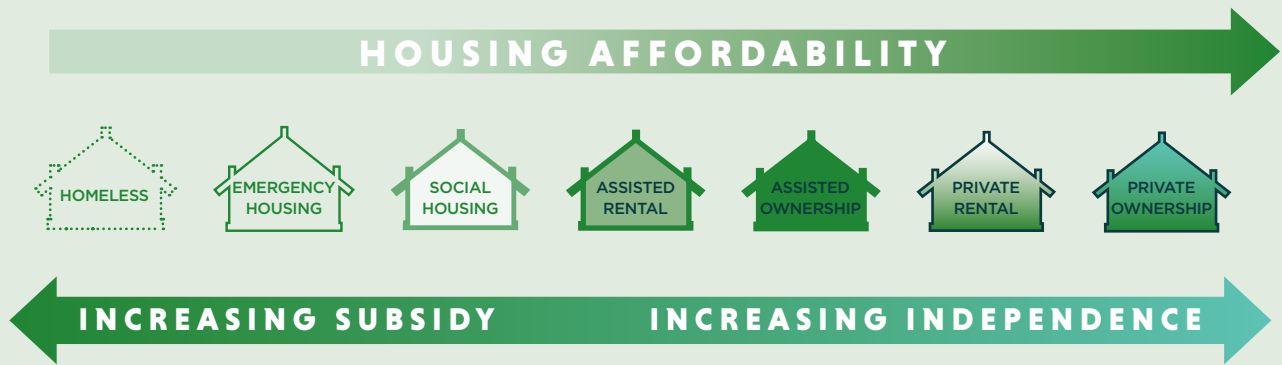 HOUSING AFFORDABILITY
HOMELESS
EMERGENCY
HOUSING
SOCIAL
HOUSING
ASSISTED
RENTAL
ASSISTED
OWNERSHIP
PRIVATE
RENTAL
PRIVATE
OWNERSHIP
INCREASING SUBSIDY
INCREASING INDEPENDENCE